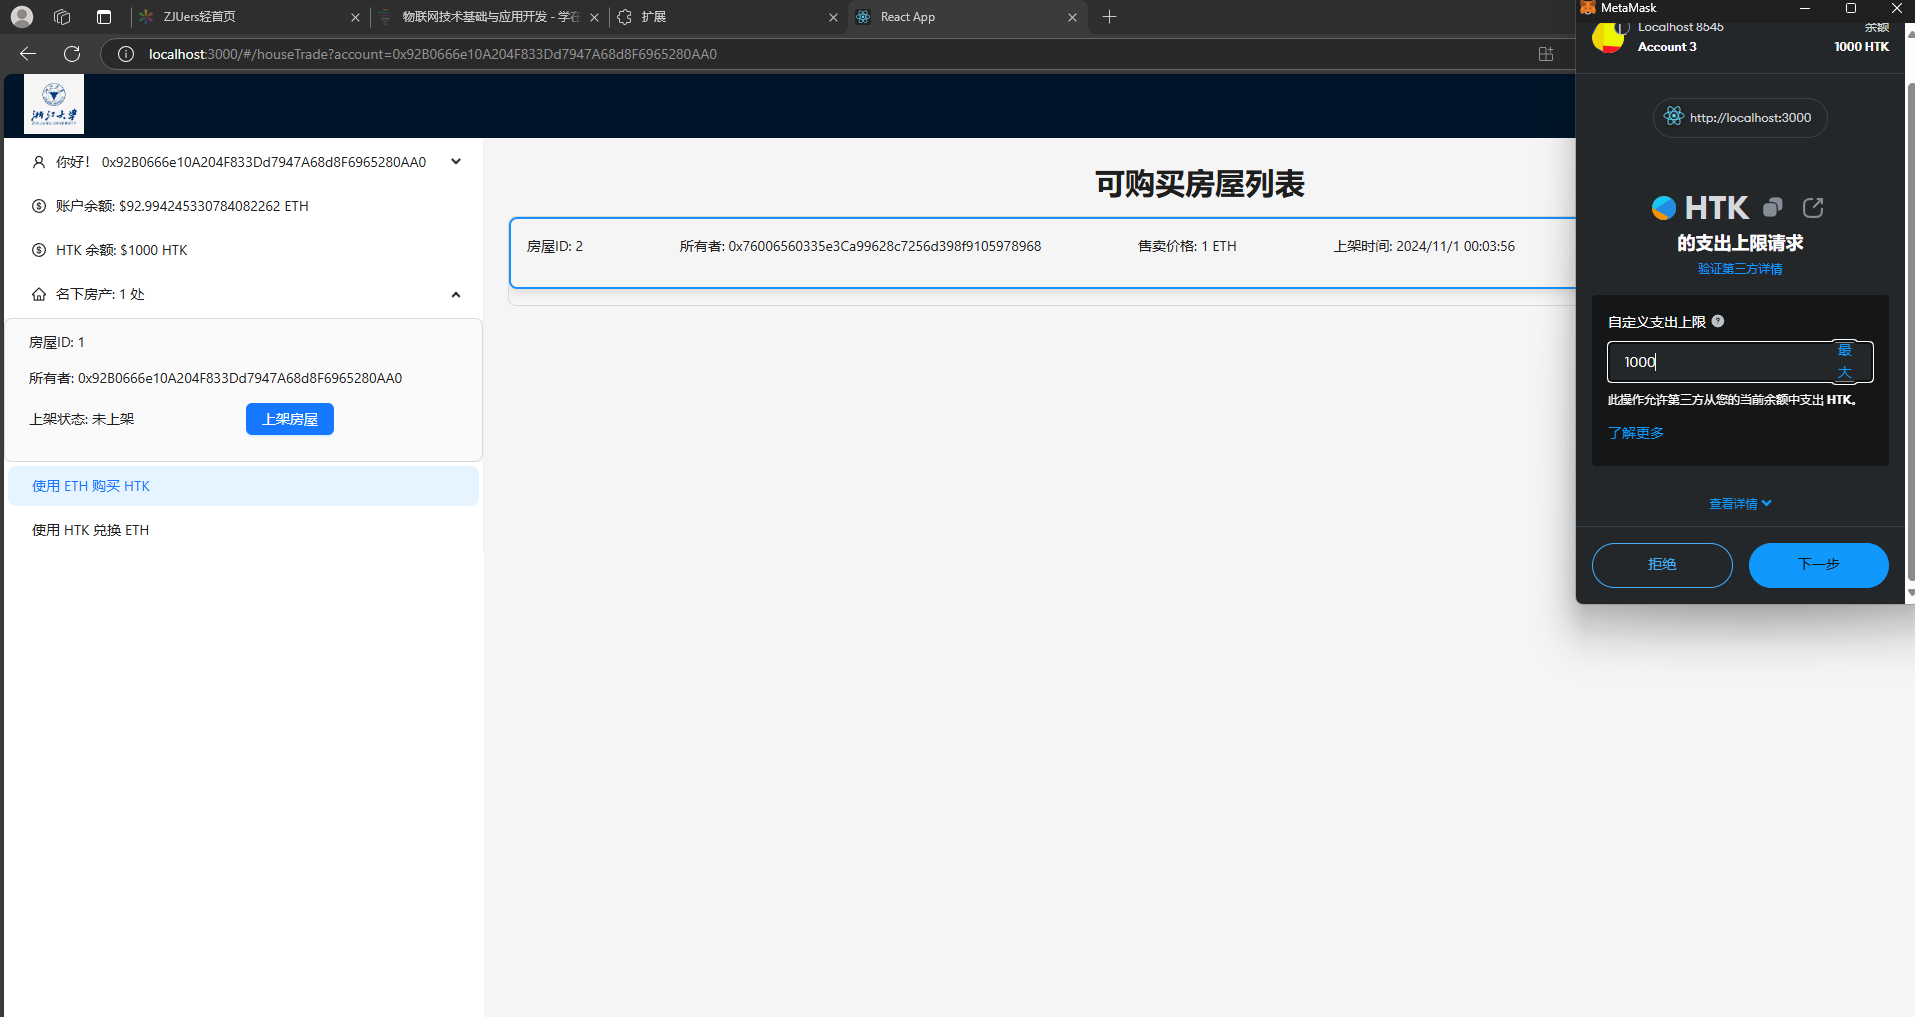 ZJUers轻首页
物联网技术基础与应用开发 - 学在
扩展
React App
localhost:3000/#/houseTrade?account=0x92B0666e10A204F833Dd7947A68d8F6965280AA0
浙江大学
你好! 0x92B0666e10A204F833Dd7947A68d8F6965280AA0
账户余额: $92.994245330784082262 ETH
HTK 余额: $1000 HTK
名下房产: 1 处
房屋ID: 1
所有者: 0x92B0666e10A204F833Dd7947A68d8F6965280AA0
上架状态: 未上架
上架房屋
使用 ETH 购买 HTK
使用 HTK 兑换 ETH
可购买房屋列表
房屋ID: 2
所有者: 0x76006560335e3Ca99628c7256d398f9105978968
售卖价格: 1 ETH
上架时间: 2024/11/1 00:03:56
MetaMask
Localhost 8545
余额
Account 3
1000 HTK
http://localhost:3000
HTK
的支出上限请求
验证第三方详情
自定义支出上限
1000
最大
此操作允许第三方从您的当前余额中支出 HTK。
了解更多
查看详情
拒绝
下一步